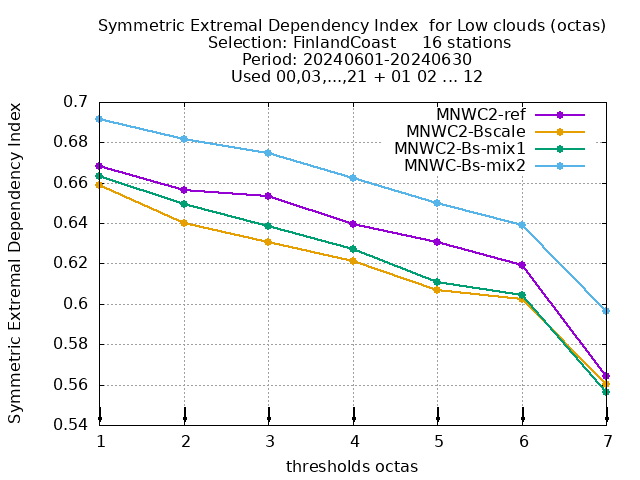 Symmetric Extremal Dependency Index  for Low clouds (octas)
Selection: FinlandCoast     16 stations
Period: 20240601-20240630
Used 00,03,...,21 + 01 02 ... 12
Symmetric Extremal Dependency Index
0.7
0.68
0.66
0.64
0.62
0.6
0.58
0.56
0.54
MNWC2-ref
MNWC2-Bscale
MNWC2-Bs-mix1
MNWC-Bs-mix2
1 2 3 4 5 6 7
thresholds octas